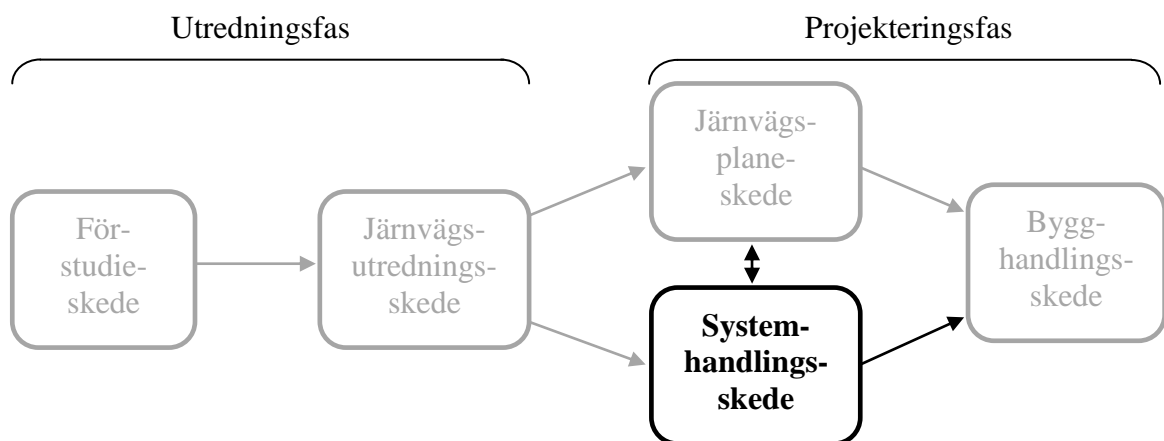 Utredningsfas
Projekteringsfas
För-
studie-
skede
Järnvägs-
utrednings-
skede
Järnvägs-
plane-
skede
System-
handlings-
skede
Bygg-
handlings-
skede